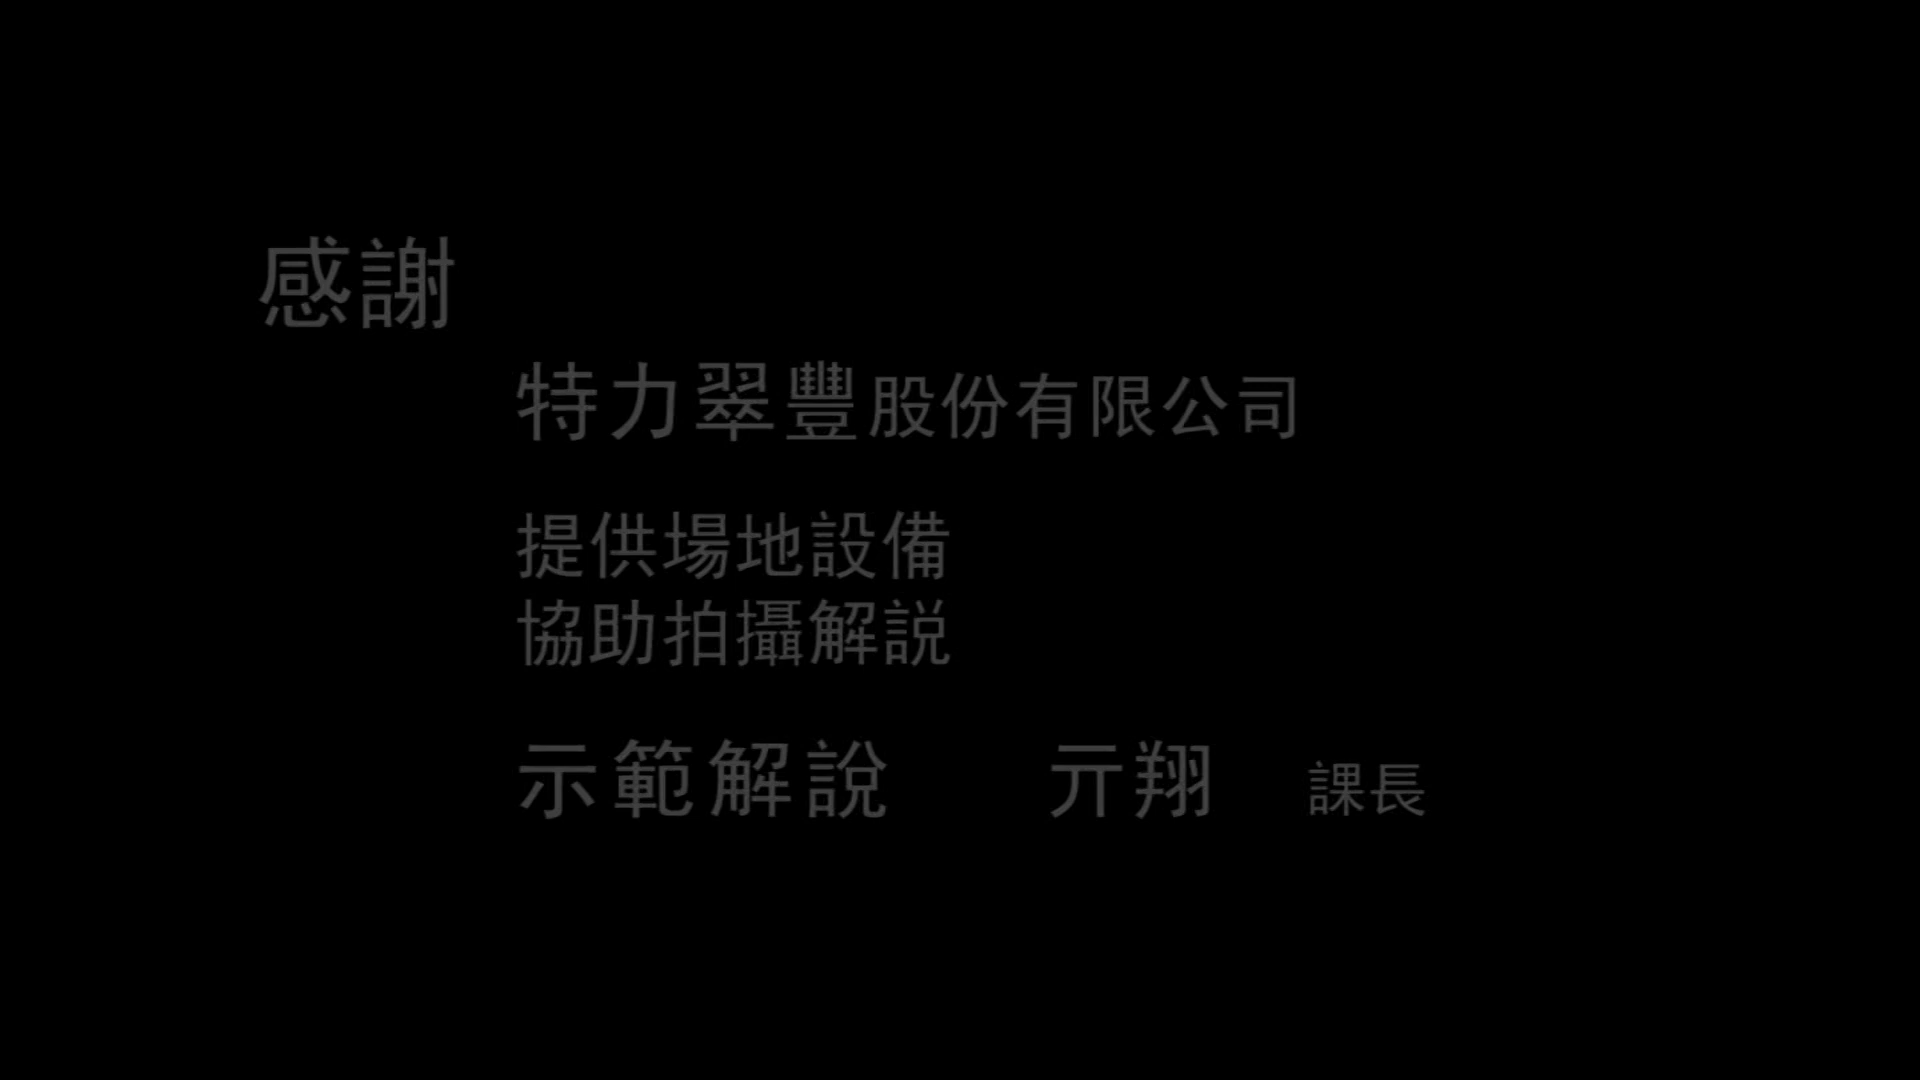 感謝
特力翠豐股份有限公司
提供場地設備
協助拍攝解説
示範解說 亓翔 課長